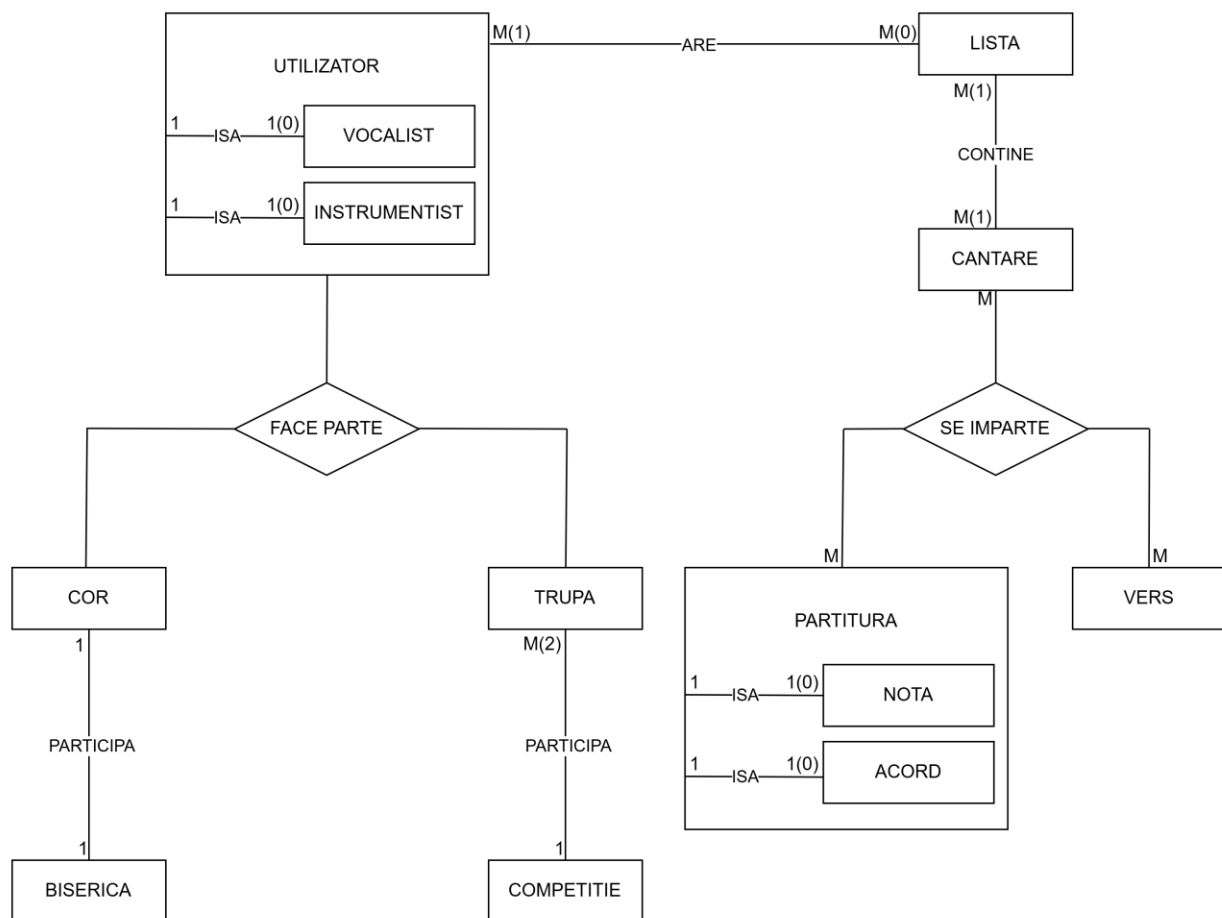 M(1)
ARE
M(0)
LISTA
UTILIZATOR
M(1)
1
ISA
1(0)
VOCALIST
CONTINE
1
ISA
1(0)
INSTRUMENTIST
M(1)
CANTARE
M
FACE PARTE
SE IMPARTE
M
M
COR
TRUPA
PARTITURA
VERS
1
M(2)
1
ISA
1(0)
NOTA
PARTICIPA
PARTICIPA
1
ISA
1(0)
ACORD
1
1
BISERICA
COMPETITIE